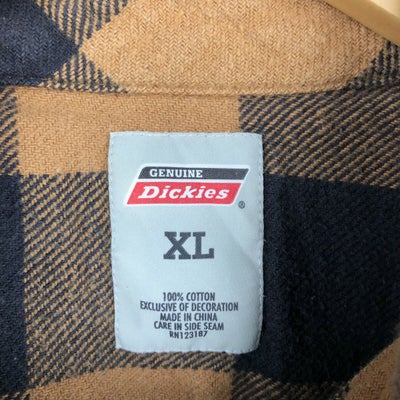 GENUINE
Dickies®
XL
100% COTTON
EXCLUSIVE OF DECORATION
MADE IN CHINA
CARE IN SIDE SEAM
RN123187